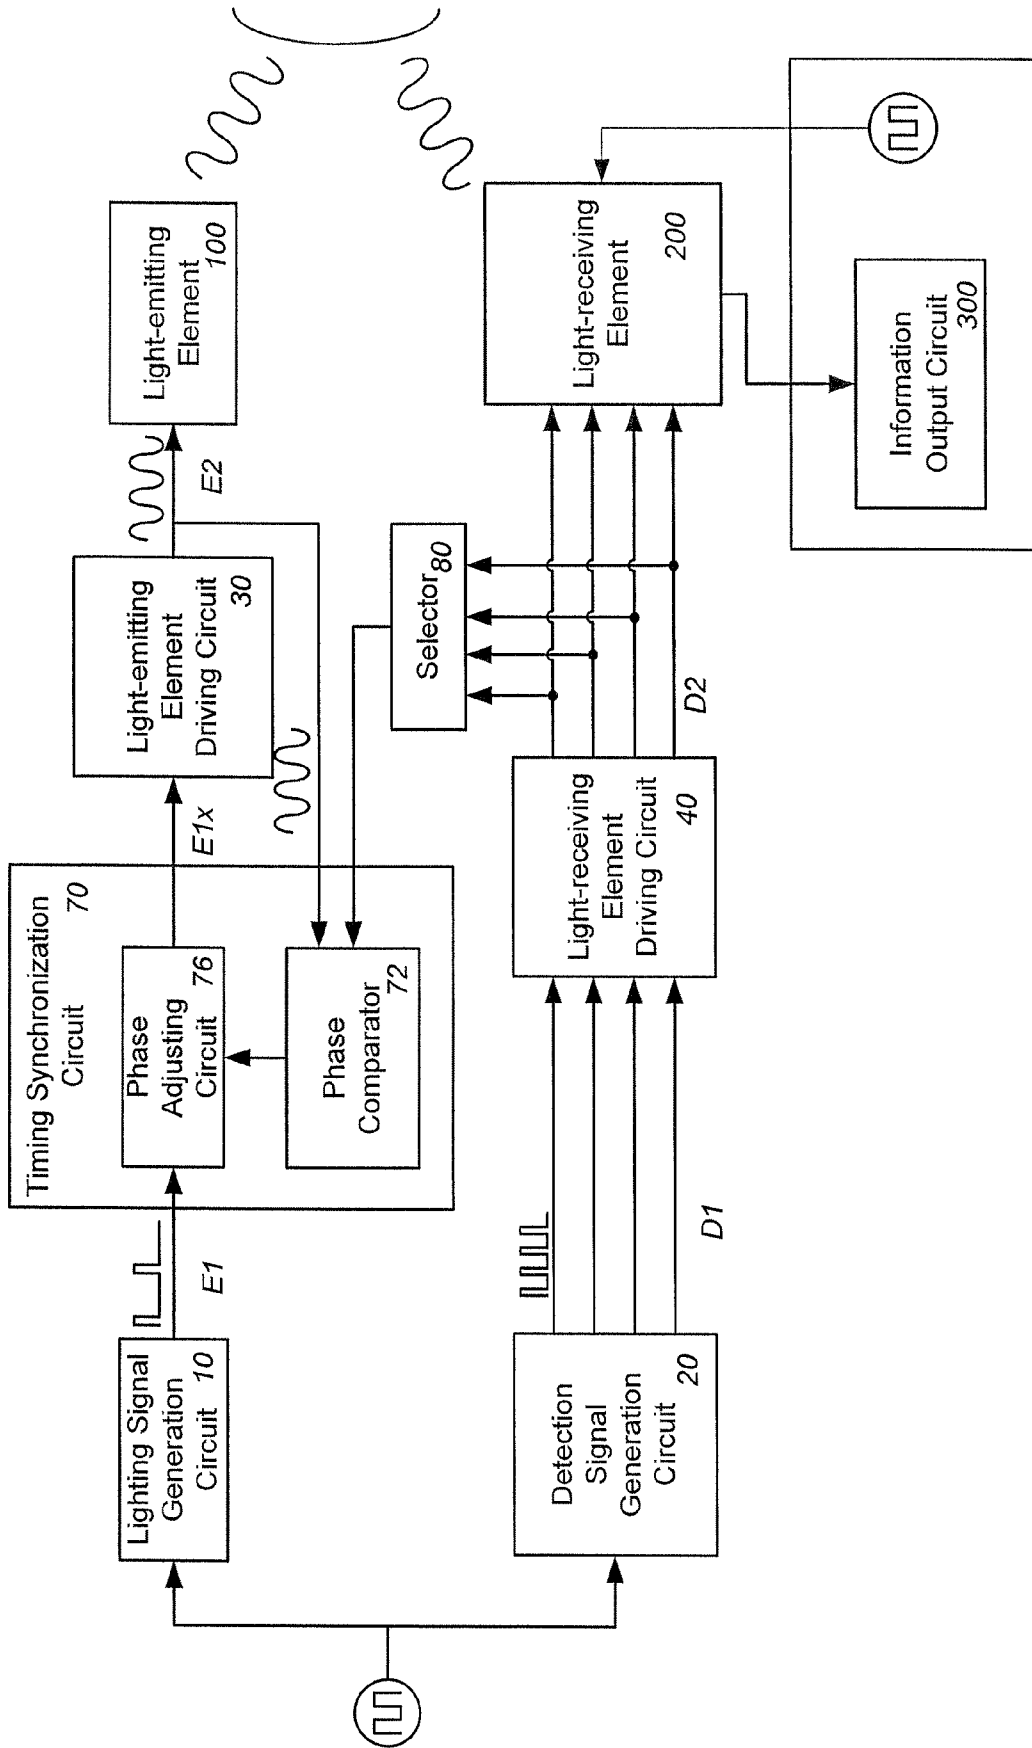 Lighting Signal
Generation
Circuit 10
E1
Timing Synchronization
Circuit 70
Phase
Adjusting
Circuit 76
Phase
Comparator
72
E1x
Light-emitting
Element
Driving Circuit
30
E2
Light-emitting
Element
100
Selector
80
Detection
Signal
Generation
Circuit
20
D1
Light-receiving
Element
Driving Circuit
40
D2
Light-receiving
Element
200
Information
Output Circuit
300